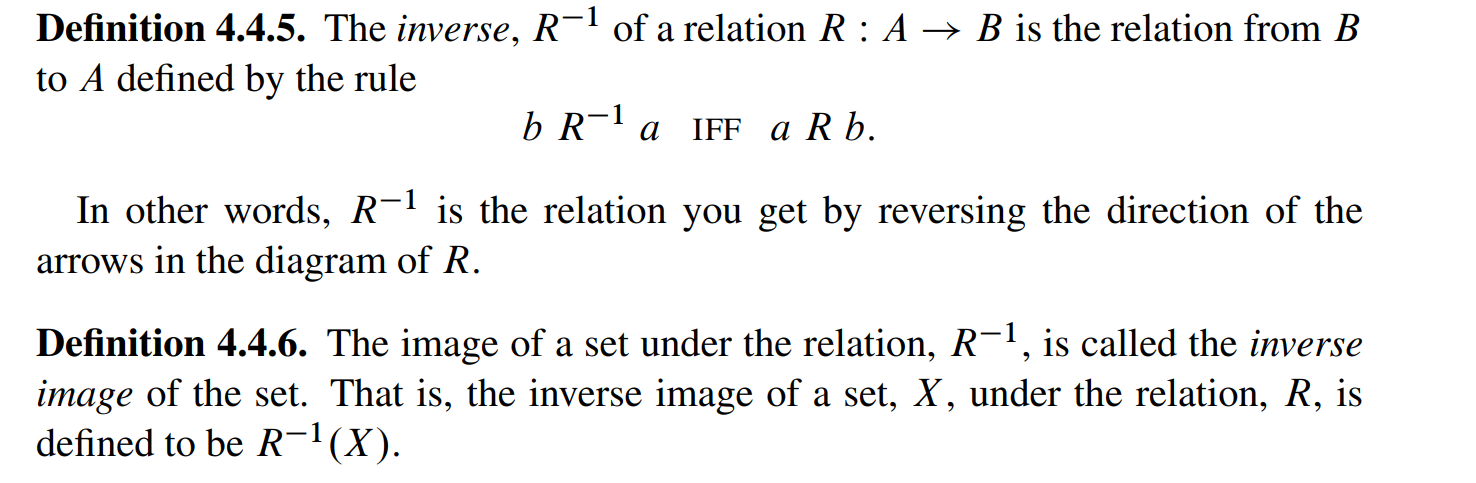 Definition 4.4.5. The inverse, R⁻¹ of a relation R : A → B is the relation from B
to A defined by the rule
b R⁻¹ a IFF a R b.
In other words, R⁻¹ is the relation you get by reversing the direction of the
arrows in the diagram of R.
Definition 4.4.6. The image of a set under the relation, R⁻¹, is called the inverse
image of the set. That is, the inverse image of a set, X, under the relation, R, is
defined to be R⁻¹(X).